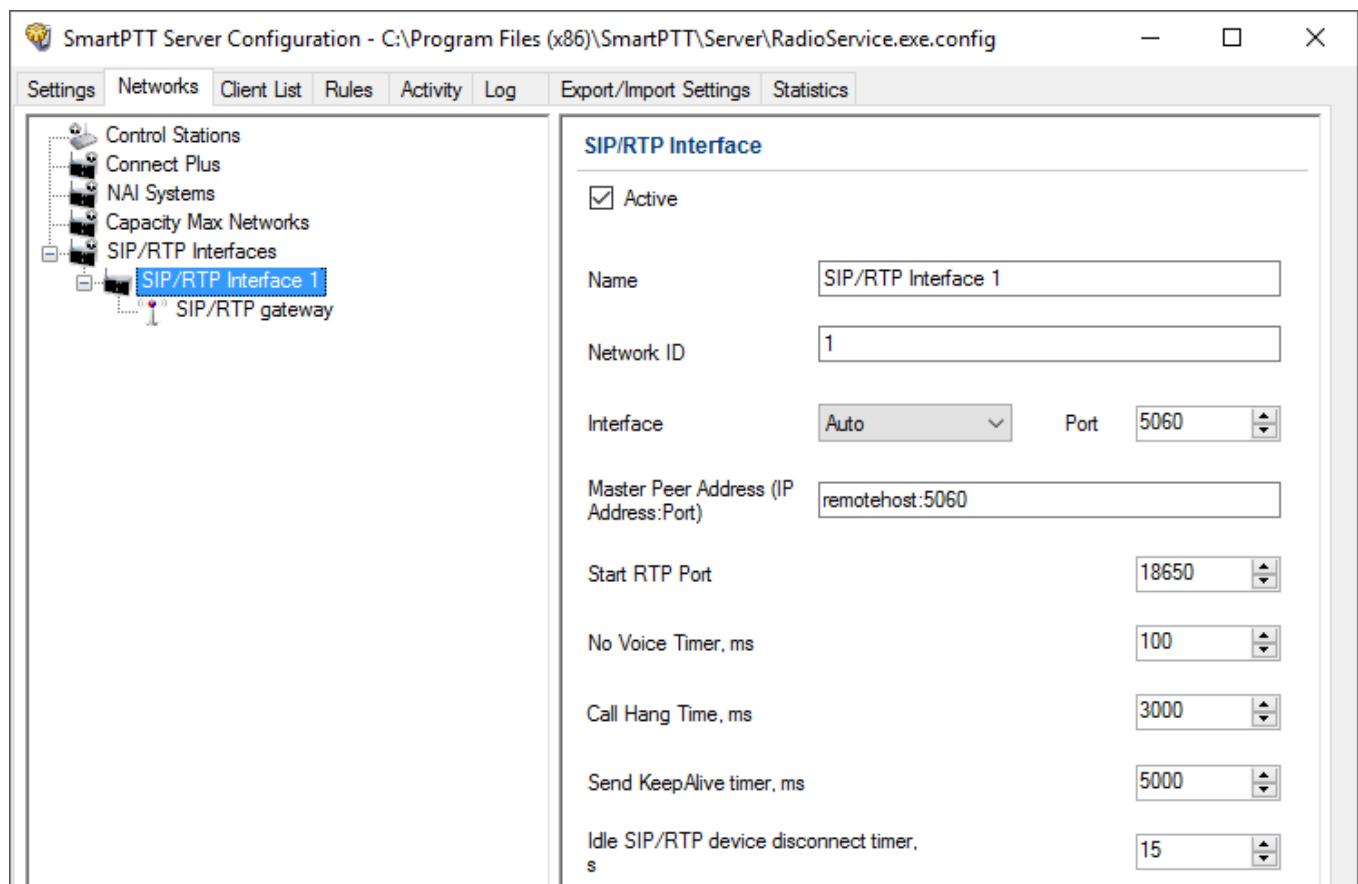 SmartPTT Server Configuration - C:\Program Files (x86)\SmartPTT\Server\RadioService.exe.config
Settings Networks Client List Rules Activity Log Export/Import Settings Statistics
Control Stations
Connect Plus
NAI Systems
Capacity Max Networks
SIP/RTP Interfaces
SIP/RTP Interface 1
SIP/RTP gateway
SIP/RTP Interface
Active
Name SIP/RTP Interface 1
Network ID 1
Interface Auto Port 5060
Master Peer Address (IP
Address:Port) remotehost:5060
Start RTP Port 18650
No Voice Timer, ms 100
Call Hang Time, ms 3000
Send KeepAlive timer, ms 5000
Idle SIP/RTP device disconnect timer,
s 15